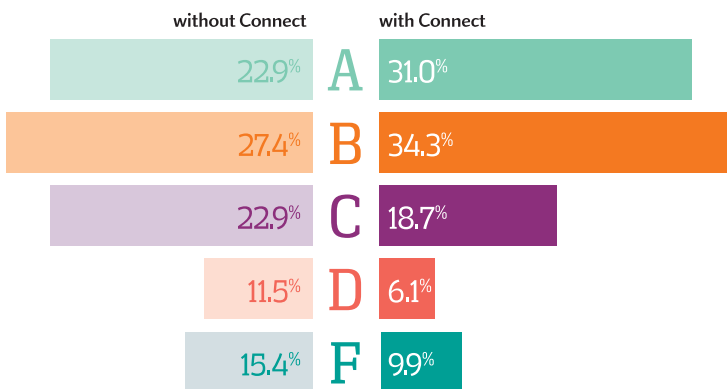 without Connect with Connect
22.9% A 31.0%
27.4% B 34.3%
22.9% C 18.7%
11.5% D 6.1%
15.4% F 9.9%